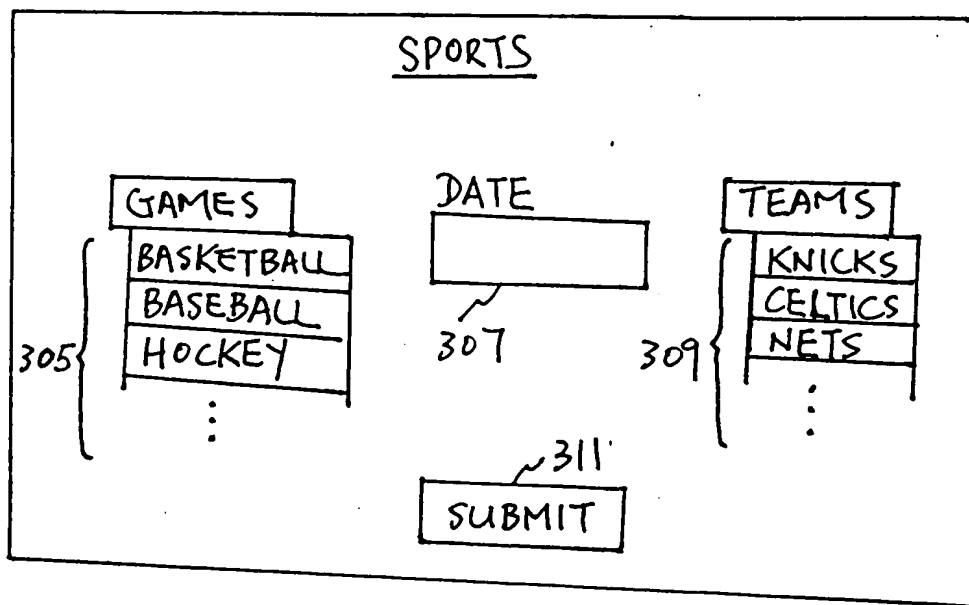 SPORTS
GAMES
BASKETBALL
BASEBALL
HOCKEY
305
DATE
307
TEAMS
KNICKS
CELTICS
NETS
309
311
SUBMIT